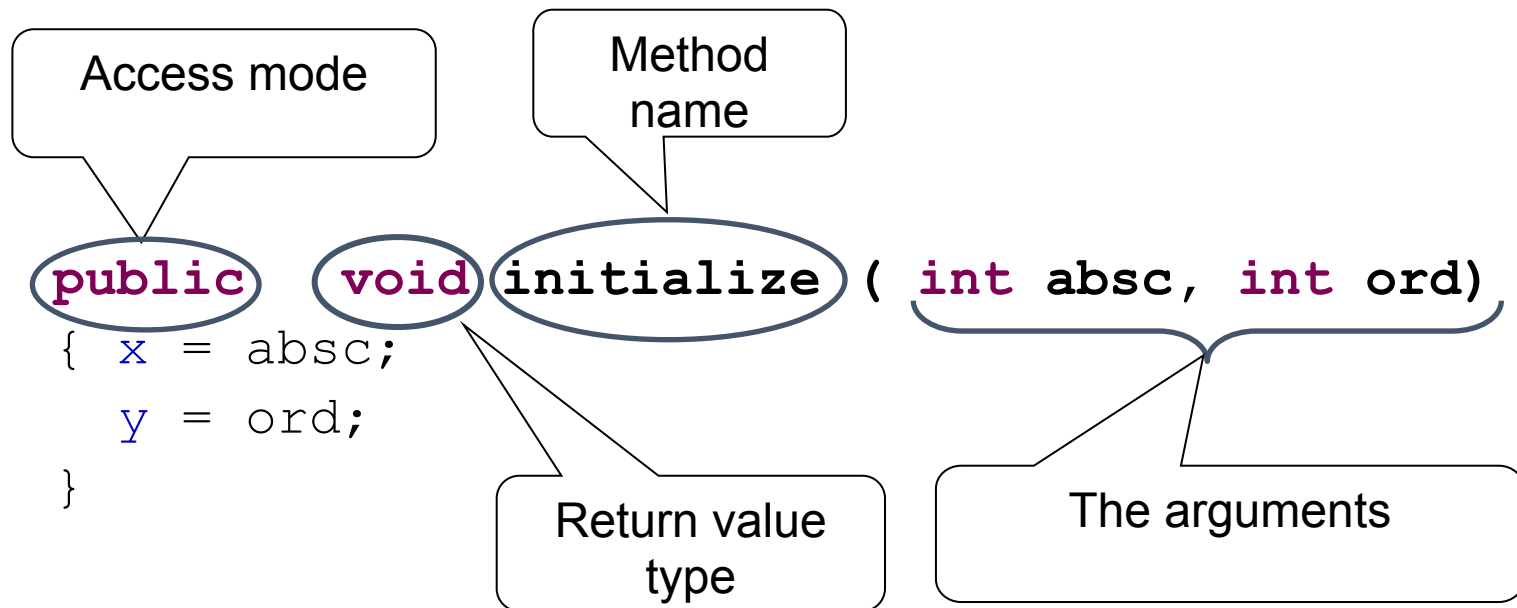 Access mode
Method
name
public void initialize ( int absc, int ord)
{ x = absc;
y = ord;
}
Return value
type
The arguments